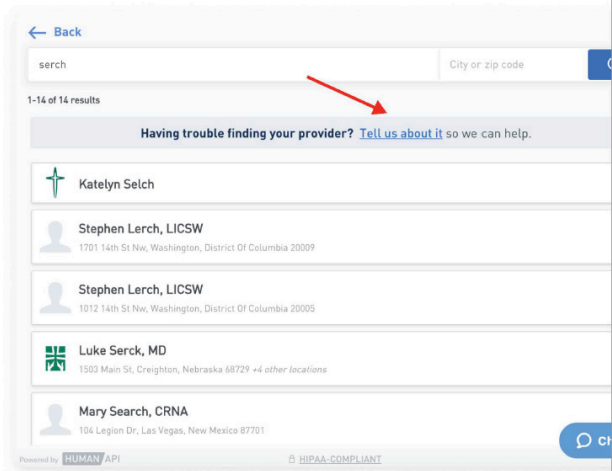 Back
serch City or zip code
1-14 of 14 results
Having trouble finding your provider? Tell us about it so we can help.
Katelyn Selch
Stephen Lerch, LICSW
1701 14th St Nw, Washington, District Of Columbia 20009
Stephen Lerch, LICSW
1012 14th St Nw, Washington, District Of Columbia 20005
Luke Serck, MD
1503 Main St, Creighton, Nebraska 68729 +4 other locations
Mary Search, CRNA
104 Legion Dr, Las Vegas, New Mexico 87701
Powered by HUMAN API HIPAA-COMPLIANT